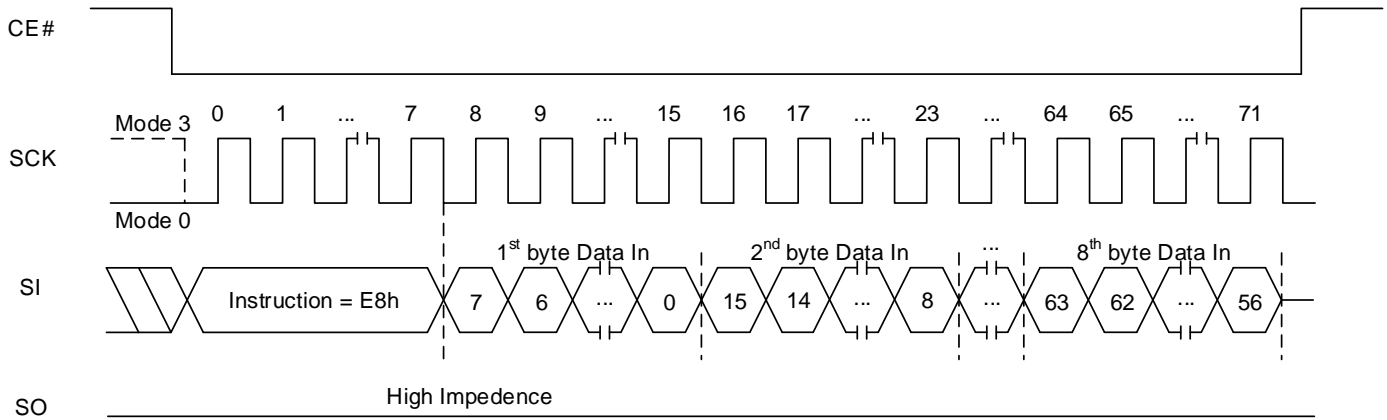 CE#
0 1 ... 7 8 9 ... 15 16 17 ... 23 ... 64 65 ... 71
Mode 3
SCK
Mode 0
1st byte Data In 2nd byte Data In ... 8th byte Data In
SI
Instruction = E8h 7 6 ... 0 15 14 ... 8 ... 63 62 ... 56
High Impedence
SO